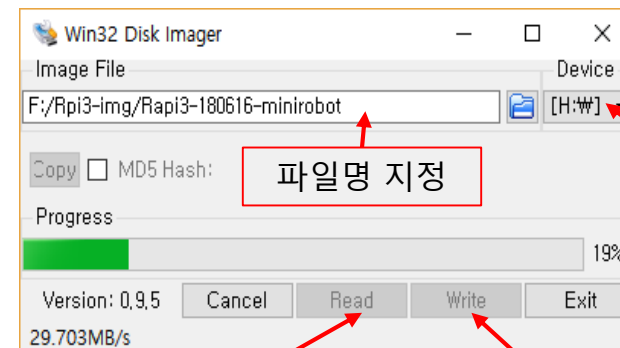 Win32 Disk Imager
Image File
Device
F:/Rpi3-img/Rapi3-180616-minirobot
[H:₩]
Copy
MD5 Hash:
파일명 지정
Progress
19%
Version: 0,9,5
Cancel
Read
Write
Exit
29.703MB/s